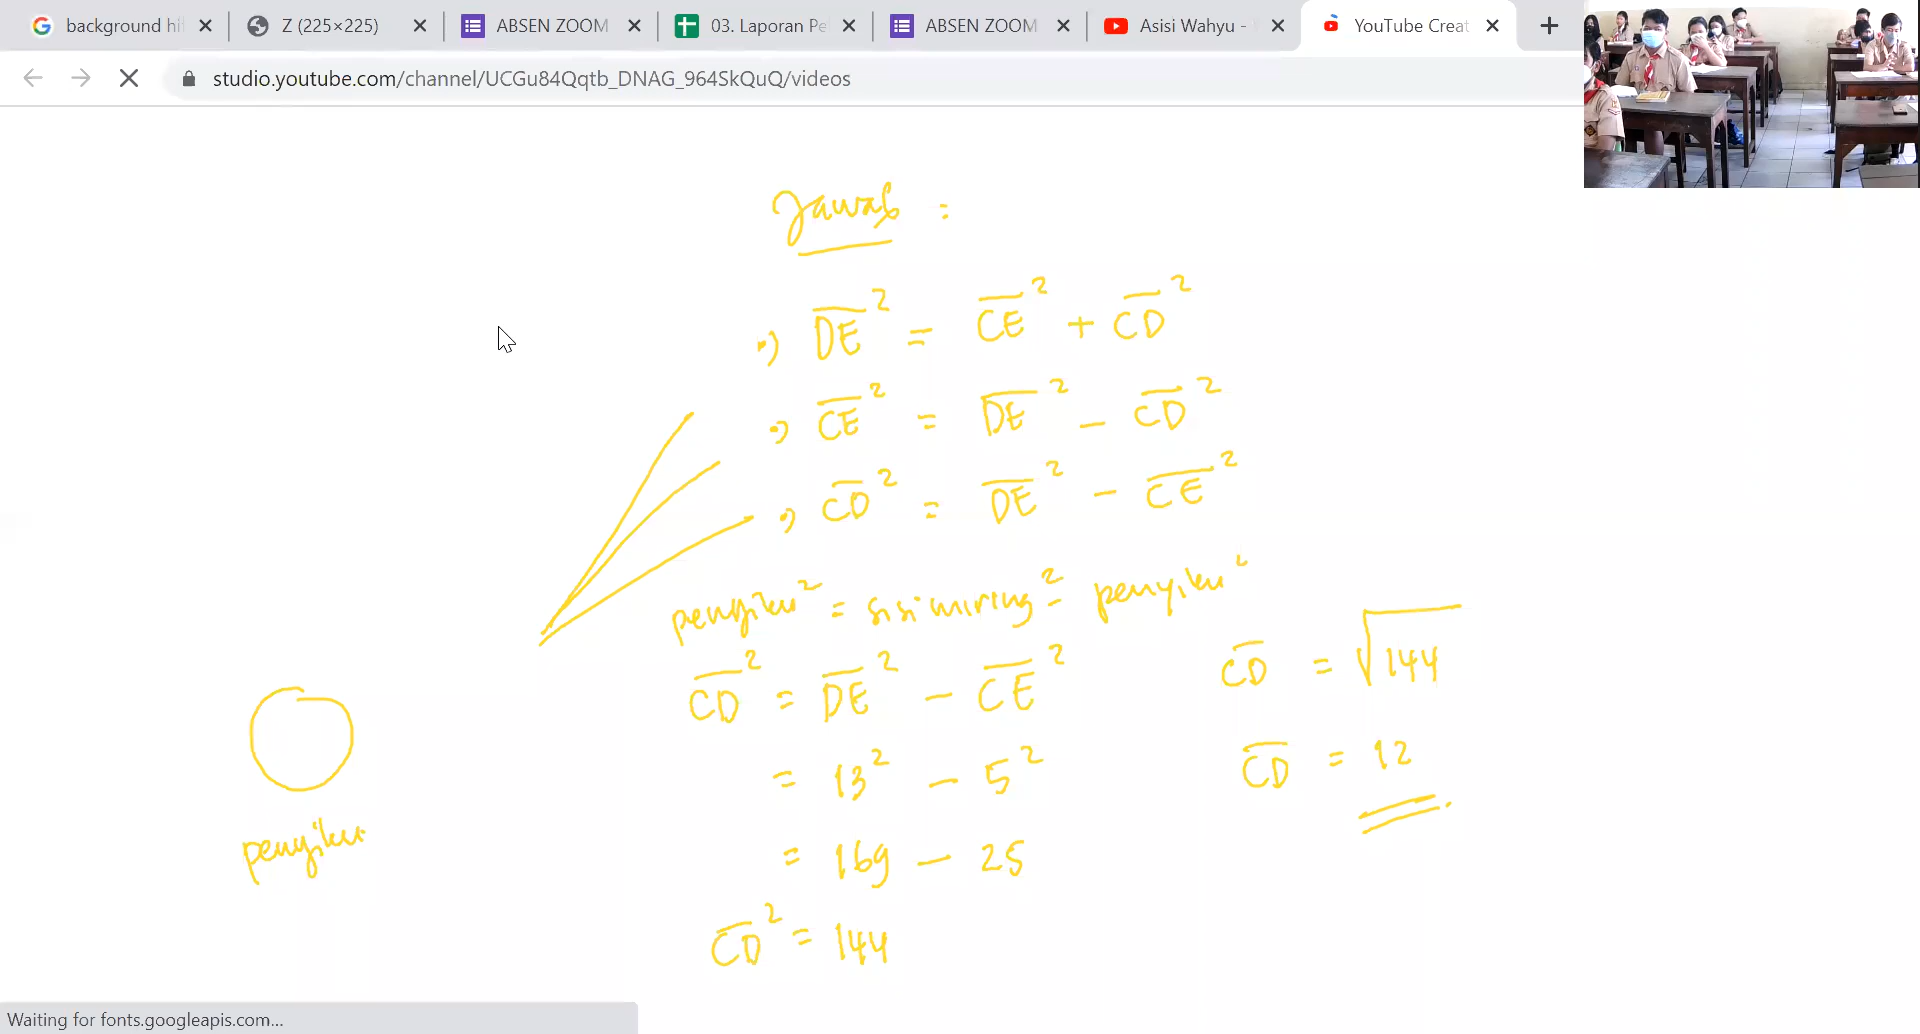 background hi
Z (225×225)
ABSEN ZOOM
03. Laporan Pe
ABSEN ZOOM
Asisi Wahyu -
YouTube Creat
studio.youtube.com/channel/UCGu84Qqtb_DNAG_964SkQuQ/videos
Jawab :
•) DE² = CE² + CD²
•) CE² = DE² - CD²
•) CD² = DE² - CE²
penyiku² = sisi miring² - penyiku²
CD² = DE² - CE²
= 13² - 5²
= 169 - 25
CD² = 144
CD = √144
CD = 12
penyiku
Waiting for fonts.googleapis.com...